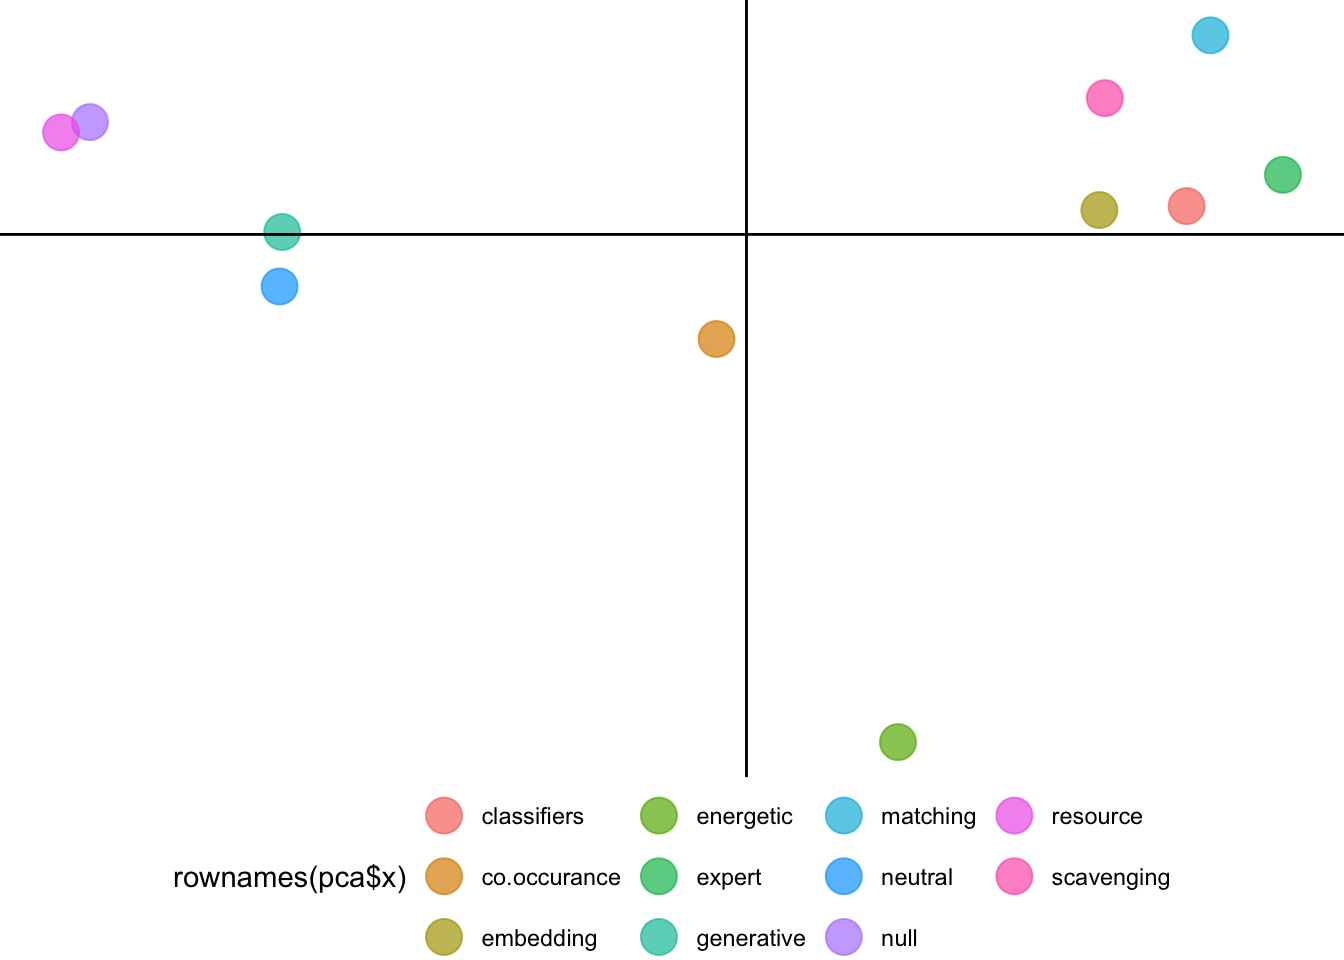 classifiers energetic matching resource
rownames(pca$x) co.occurance expert neutral scavenging
embedding generative null